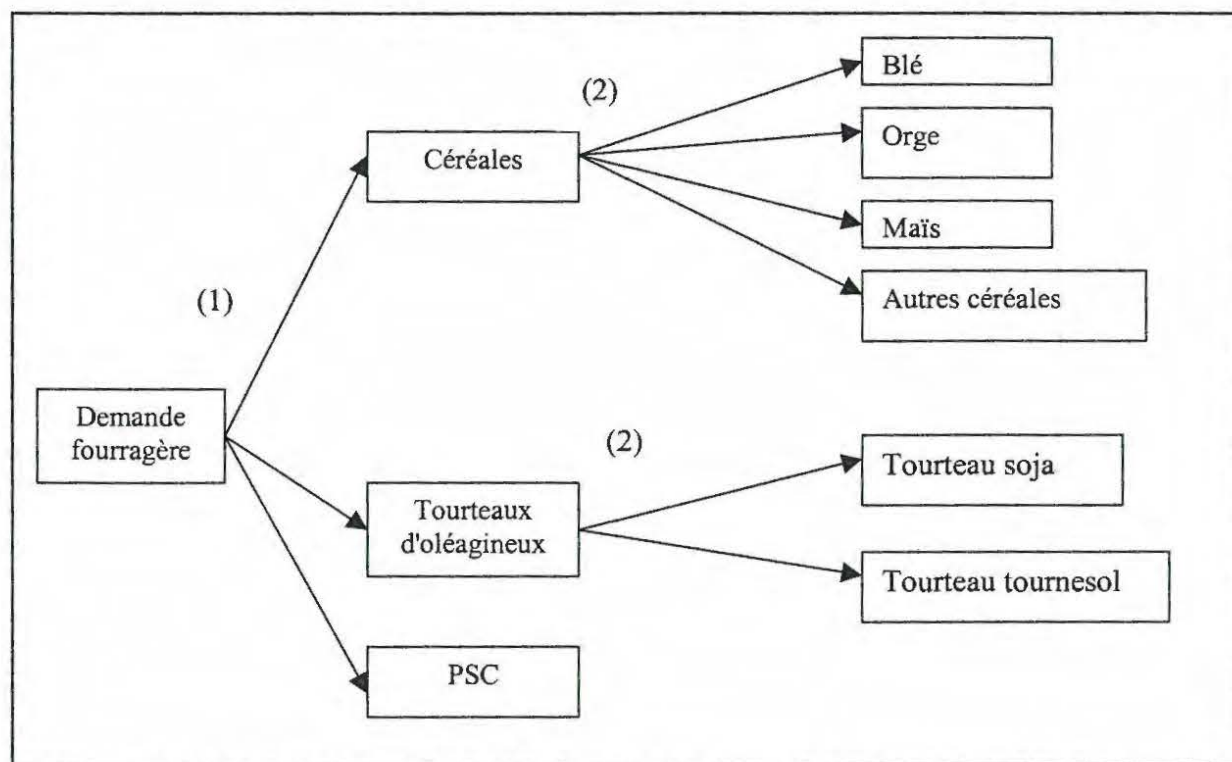 (1)
Demande
fourragère
(2)
Céréales
Blé
Orge
Maïs
Autres céréales
(2)
Tourteaux
d'oléagineux
Tourteau soja
Tourteau tournesol
PSC